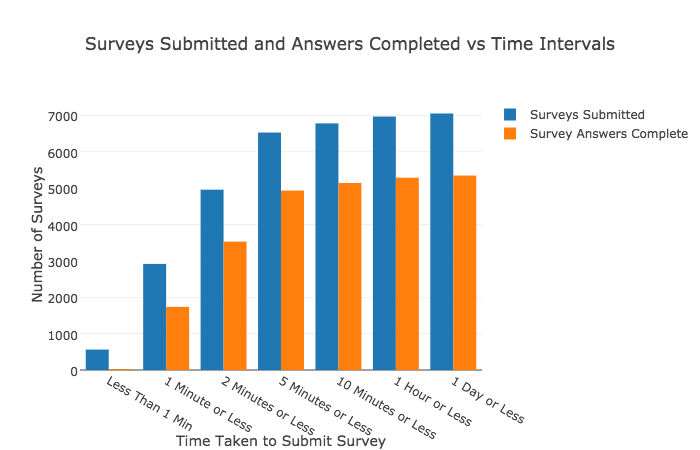 Surveys Submitted and Answers Completed vs Time Intervals
Surveys Submitted
Survey Answers Complete
7000
6000
5000
4000
3000
2000
1000
0
Number of Surveys
Less Than 1 Min
1 Minute or Less
2 Minutes or Less
5 Minutes or Less
10 Minutes or Less
1 Hour or Less
1 Day or Less
Time Taken to Submit Survey